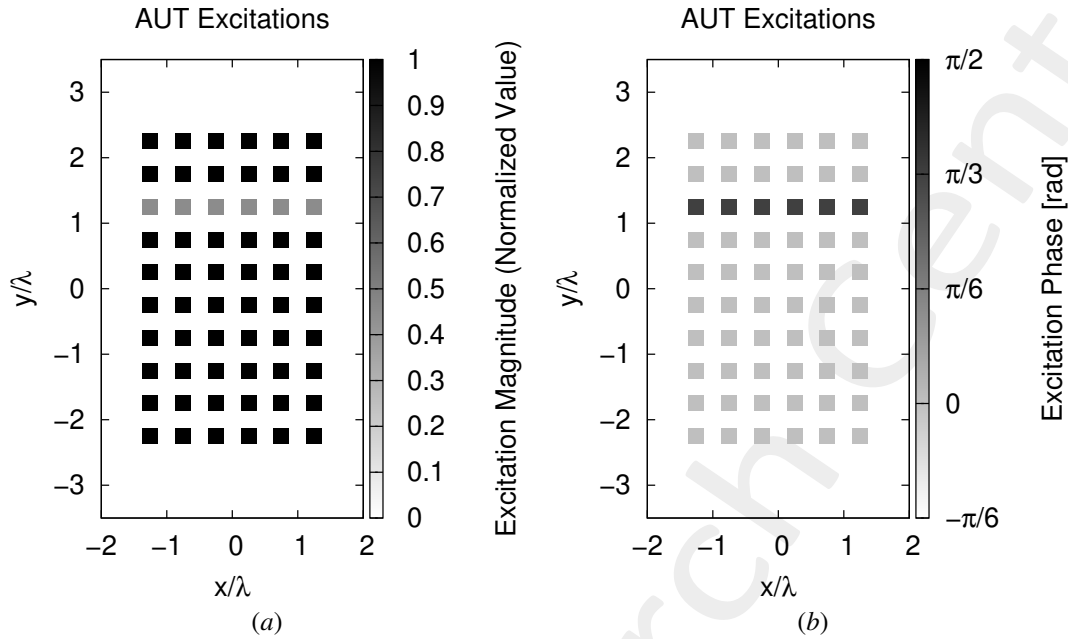 AUT Excitations
3
2
1
0
−1
−2
−3
y/λ
−2 −1 0 1 2
x/λ
1
0.9
0.8
0.7
0.6
0.5
0.4
0.3
0.2
0.1
0
Excitation Magnitude (Normalized Value)
(a)
AUT Excitations
3
2
1
0
−1
−2
−3
y/λ
−2 −1 0 1 2
x/λ
π/2
π/3
π/6
0
−π/6
Excitation Phase [rad]
(b)
rch cent